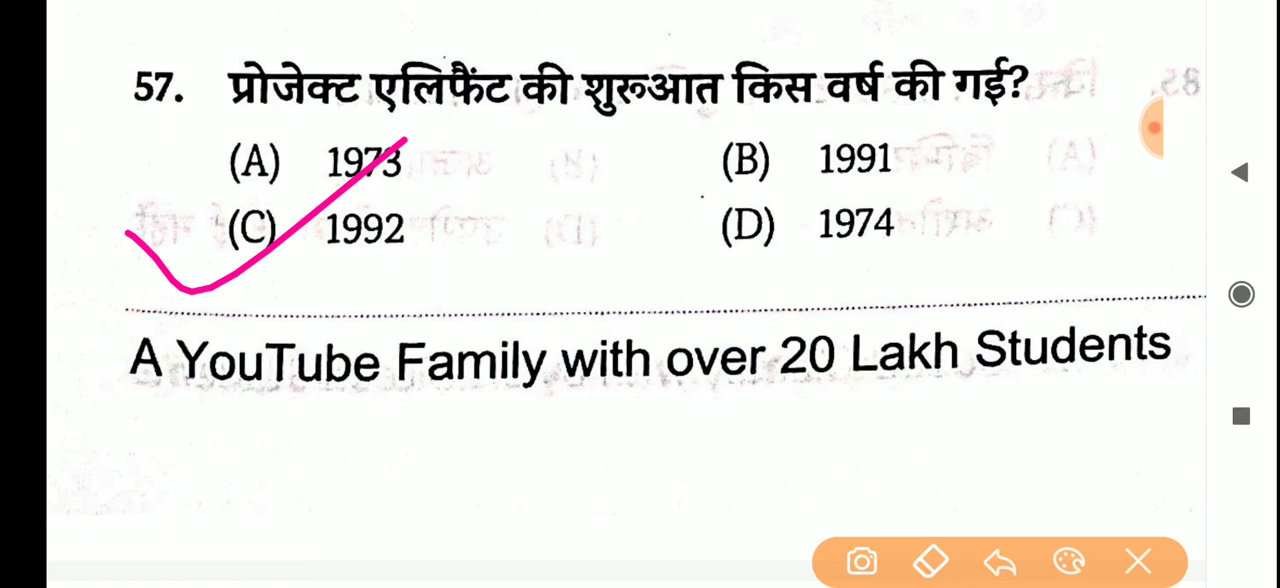 57. प्रोजेक्ट एलिफैंट की शुरूआत किस वर्ष की गई?
(A) 1973 (B) 1991
(C) 1992 (D) 1974
A YouTube Family with over 20 Lakh Students